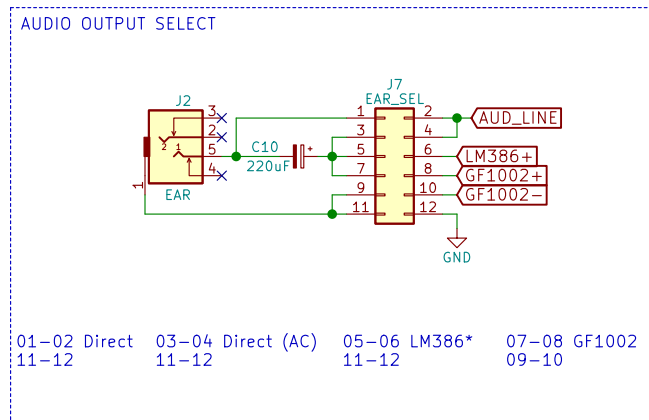 AUDIO OUTPUT SELECT
J2
3
2
5
4
2
1
1
EAR
C10
220uF
+
J7
EAR_SEL
1 2
3 4
5 6
7 8
9 10
11 12
AUD_LINE
LM386+
GF1002+
GF1002-
GND
01-02 Direct 03-04 Direct (AC) 05-06 LM386* 07-08 GF1002
11-12 11-12 11-12 09-10